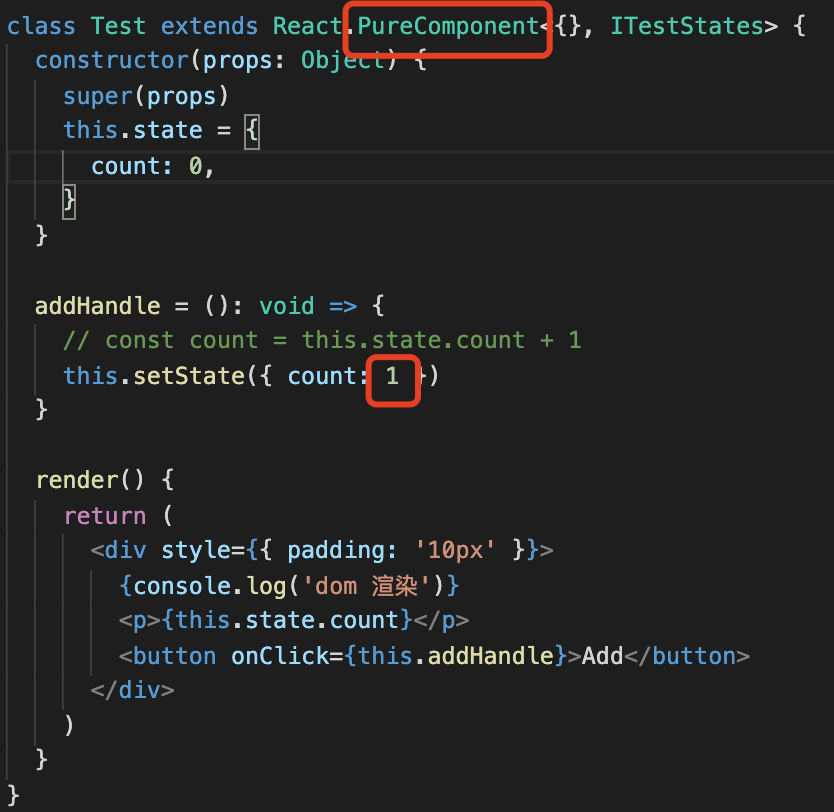 class Test extends React.PureComponent<{}, ITestStates> {
constructor(props: Object) {
super(props)
this.state = {
count: 0,
}
}
addHandle = (): void => {
// const count = this.state.count + 1
this.setState({ count: 1 })
}
render() {
return (
<div style={{ padding: '10px' }}>
{console.log('dom 渲染')}
<p>{this.state.count}</p>
<button onClick={this.addHandle}>Add</button>
</div>
)
}
}